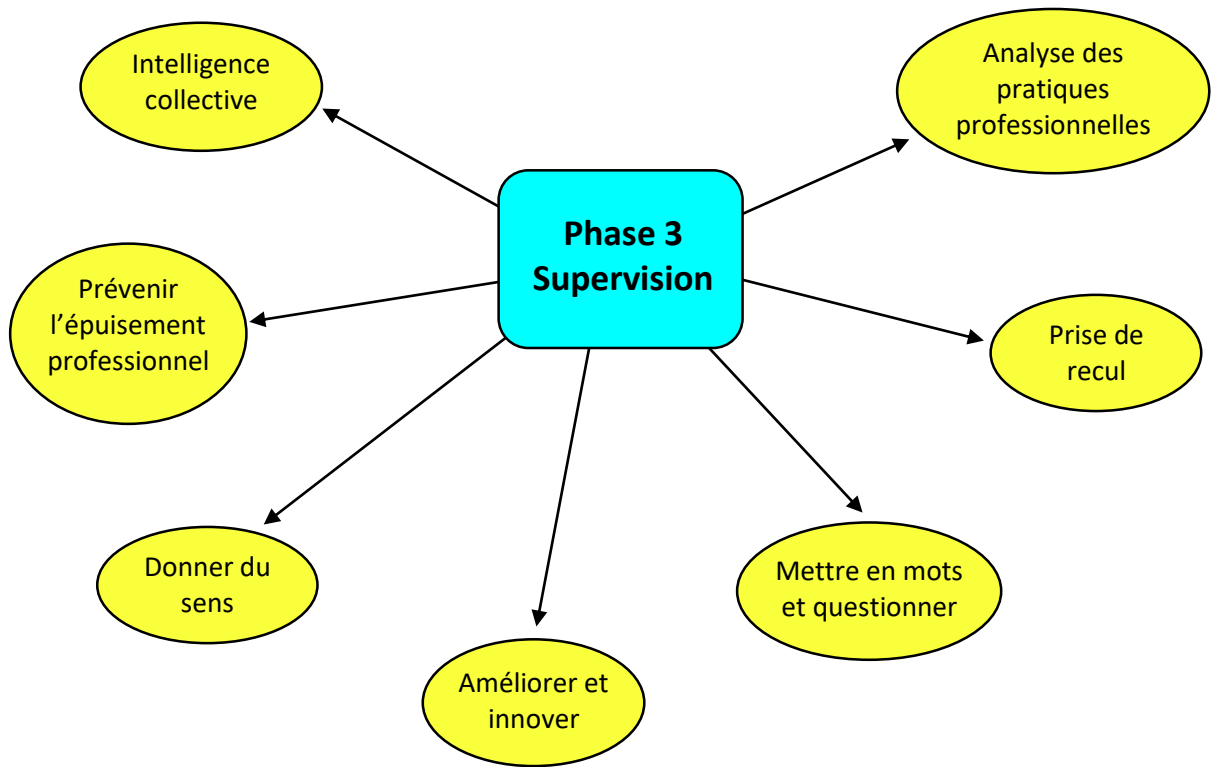 Intelligence
collective
Analyse des
pratiques
professionnelles
Phase 3
Supervision
Prévenir
l’épuisement
professionnel
Prise de
recul
Donner du
sens
Mettre en mots
et questionner
Améliorer et
innover